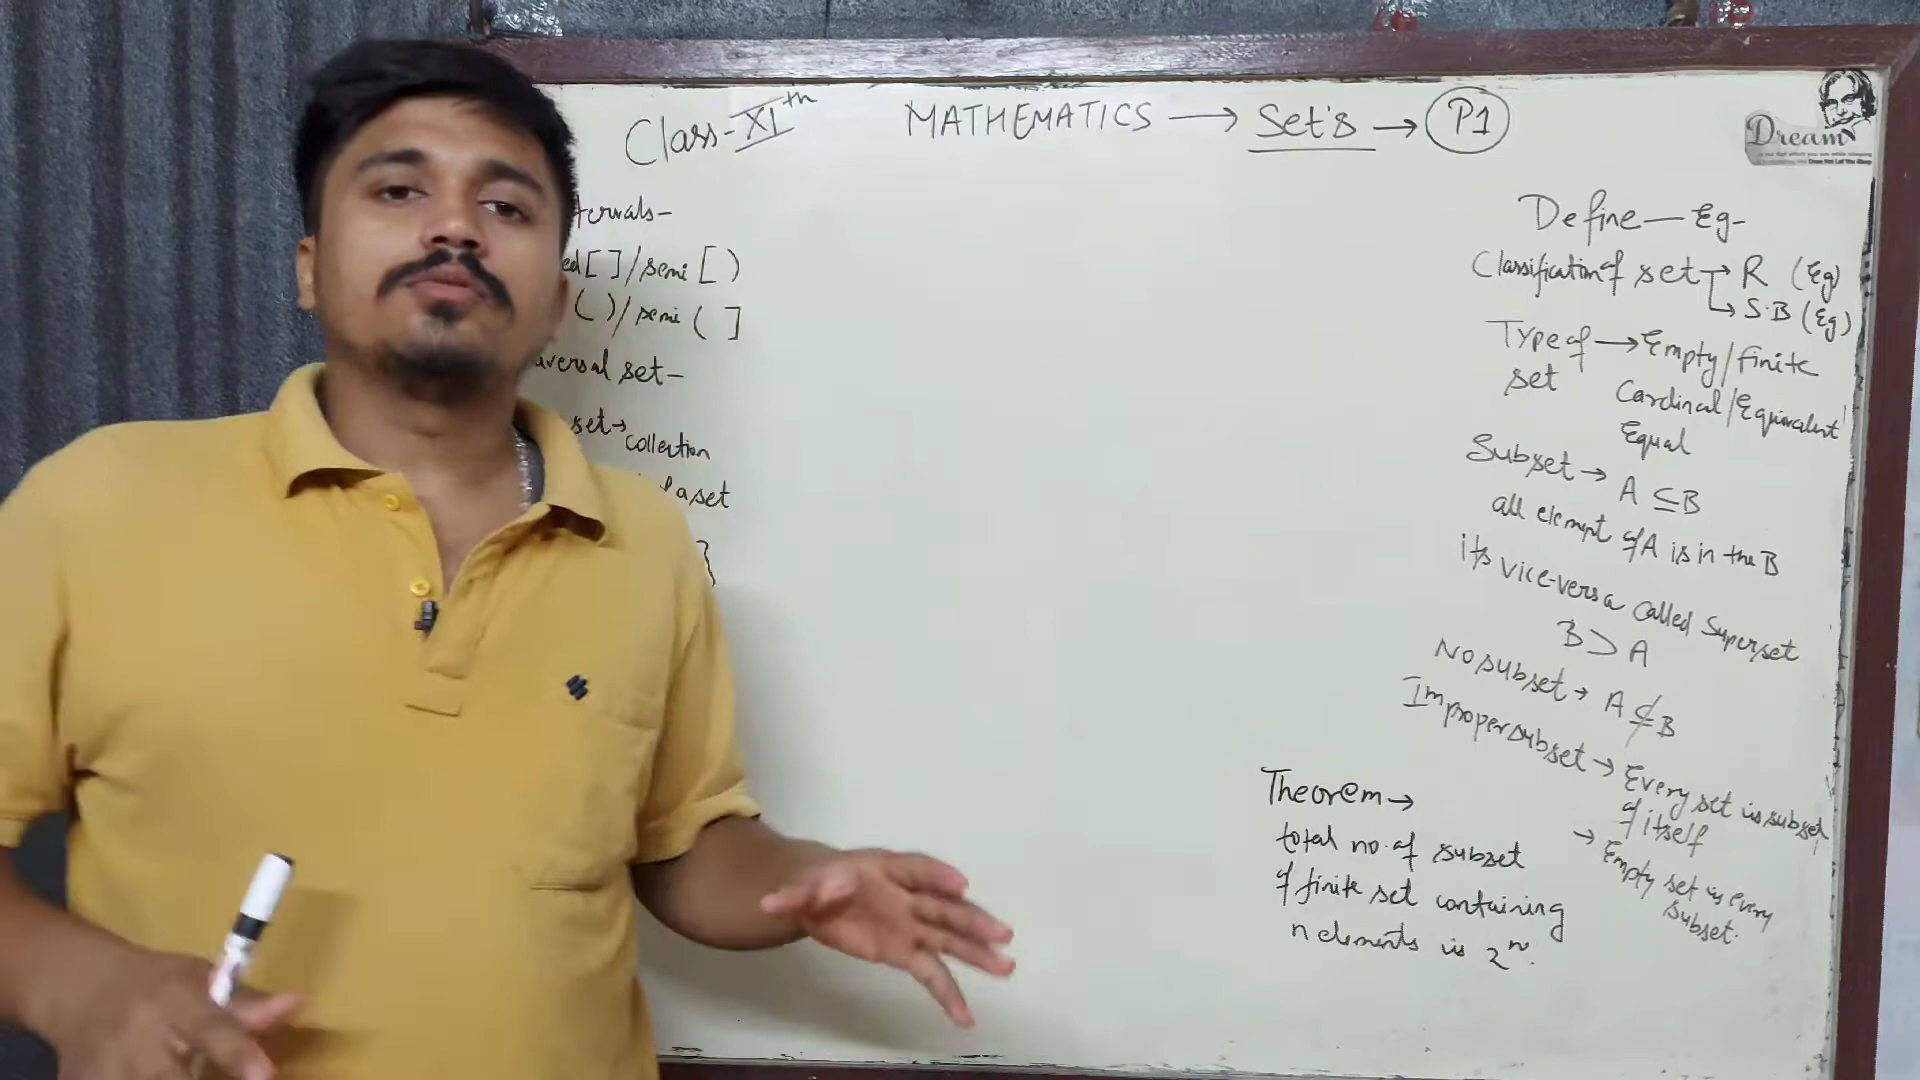 Class-XIth MATHEMATICS → Set's → P1
Dream
tervals-
ed [ ] / semi [ )
( ) / semi ( ]
versal set-
set → collection
a set
}
Define — Eg-
Classification of set → R (Eg)
→ S.B (Eg)
Type of set → Empty/finite
Cardinal/Equivalent
Equal
Subset → A ⊆ B
all element of A is in the B
its vice-versa called Superset
B ⊃ A
No subset → A ⊈ B
Improper subset → Every set is subset
of itself
→ Empty set is every
subset.
Theorem →
total no. of subset
of finite set containing
n elements is 2ⁿ.